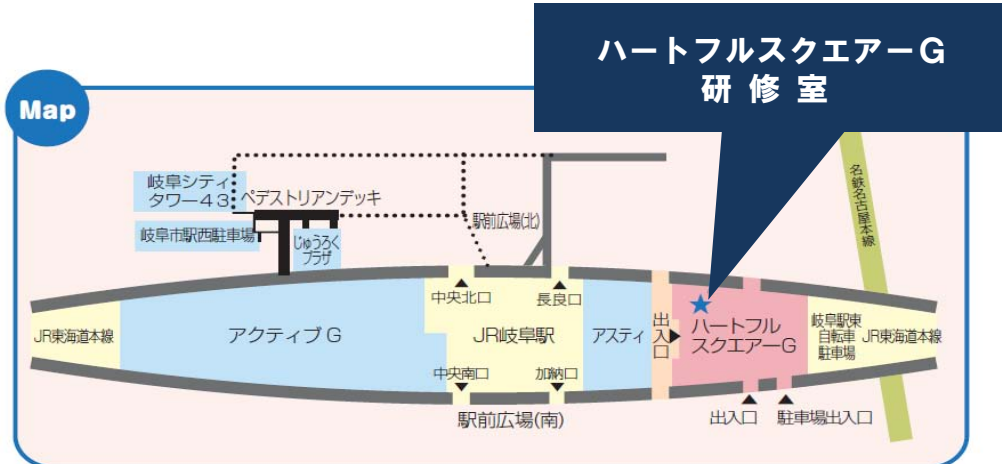 ハートフルスクエアーG
研修室
Map
岐阜シティ
タワー43
ペデストリアンデッキ
岐阜市駅西駐車場
じゅうろく
プラザ
駅前広場(北)
名鉄名古屋本線
中央北口
長良口
JR東海道本線
アクティブG
JR岐阜駅
アスティ
出入口
ハートフル
スクエアーG
岐阜駅東
自転車
駐車場
JR東海道本線
中央南口
加納口
駅前広場(南)
出入口
駐車場出入口